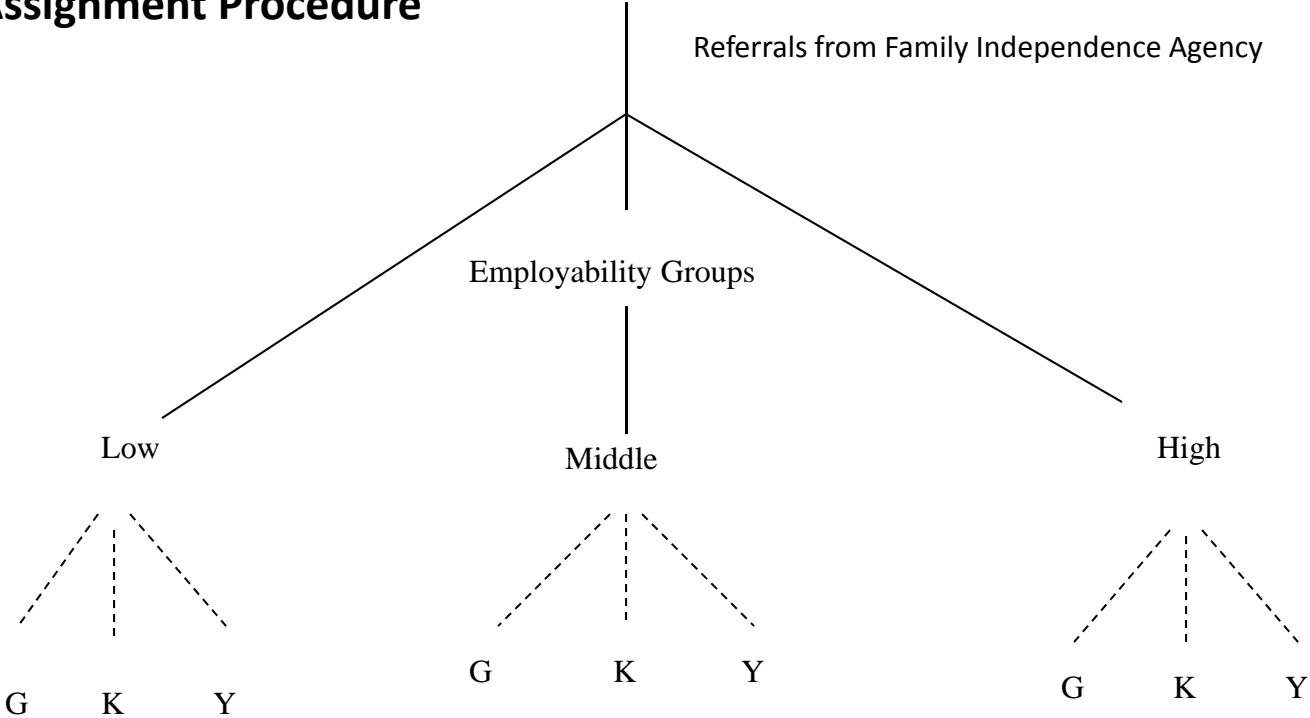 Assignment Procedure
Referrals from Family Independence Agency
Employability Groups
Low
Middle
High
G K Y
G K Y
G K Y